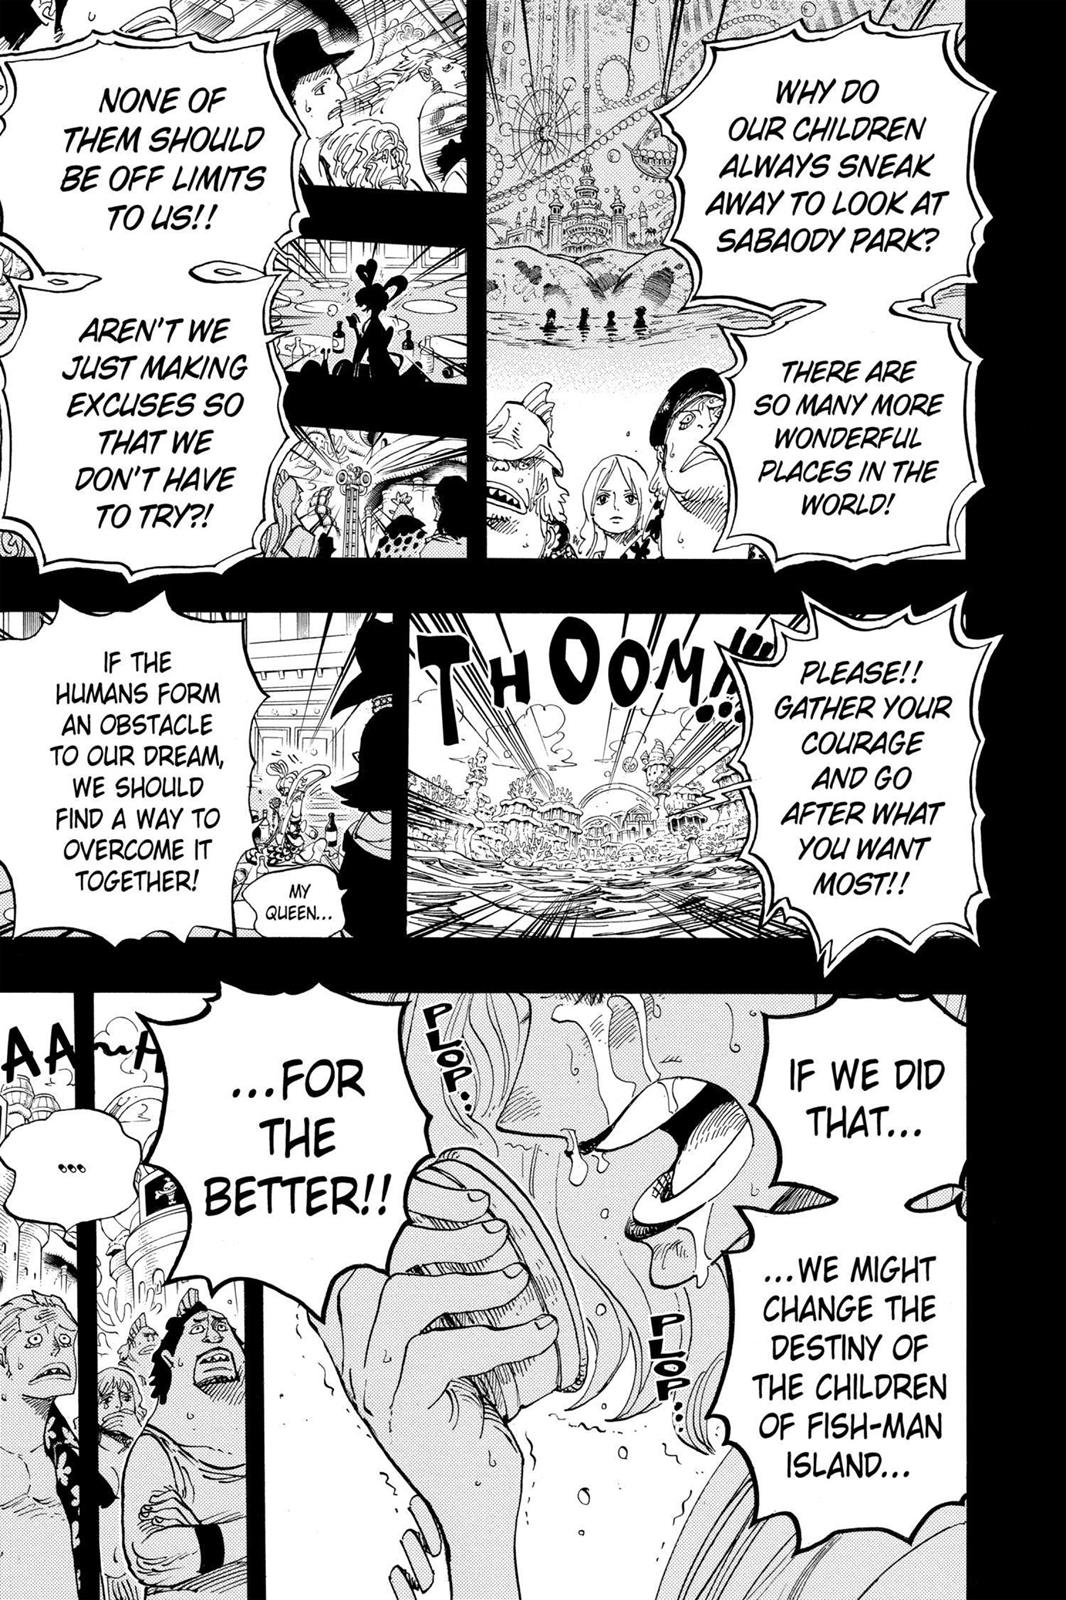 WHY DO
OUR CHILDREN
ALWAYS SNEAK
AWAY TO LOOK AT
SABAODY PARK?
THERE ARE
SO MANY MORE
WONDERFUL
PLACES IN THE
WORLD!
NONE OF
THEM SHOULD
BE OFF LIMITS
TO US!!
AREN'T WE
JUST MAKING
EXCUSES SO
THAT WE
DON'T HAVE
TO TRY?!
PLEASE!!
GATHER YOUR
COURAGE
AND GO
AFTER WHAT
YOU WANT
MOST!!
THOOM!!...!!!
IF THE
HUMANS FORM
AN OBSTACLE
TO OUR DREAM,
WE SHOULD
FIND A WAY TO
OVERCOME IT
TOGETHER!
MY
QUEEN...
IF WE DID
THAT...
...WE MIGHT
CHANGE THE
DESTINY OF
THE CHILDREN
OF FISH-MAN
ISLAND...
PLOP...
PLOP...
...FOR
THE
BETTER!!
AA~A
...